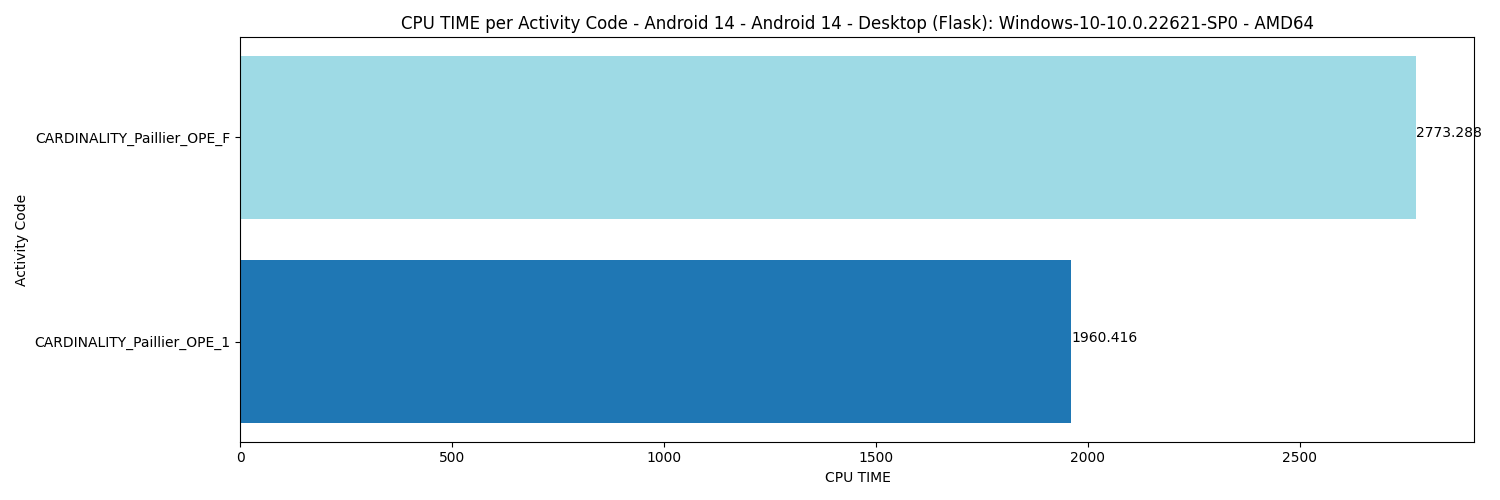 CPU TIME per Activity Code - Android 14 - Android 14 - Desktop (Flask): Windows-10-10.0.22621-SP0 - AMD64
Activity Code
CARDINALITY_Paillier_OPE_F
2773.288
CARDINALITY_Paillier_OPE_1
1960.416
0 500 1000 1500 2000 2500
CPU TIME